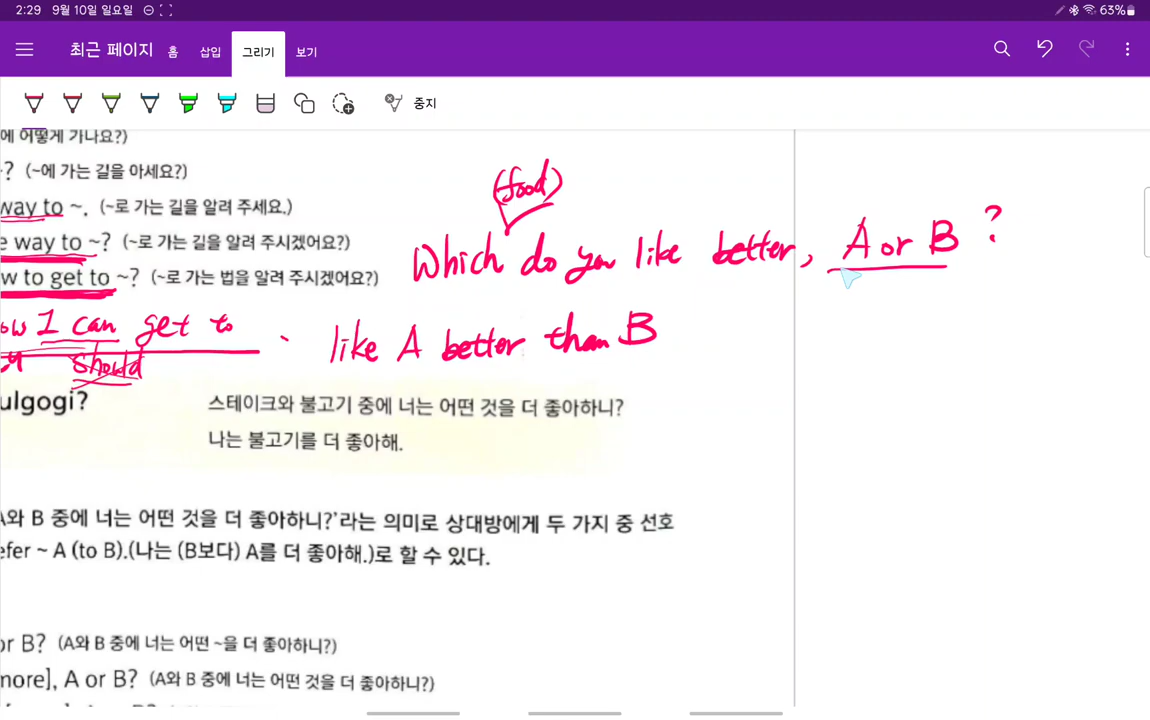 2:29 9월 10일 일요일 63%
최근 페이지 홈 삽입 그리기 보기
중지
에 어떻게 가나요?)
? (~에 가는 길을 아세요?)
(food)
way to ~. (~로 가는 길을 알려 주세요.)
e way to ~? (~로 가는 길을 알려 주시겠어요?)
Which do you like better, A or B ?
w to get to ~? (~로 가는 법을 알려 주시겠어요?)
ow I can get to
like A better than B
should
ulgogi? 스테이크와 불고기 중에 너는 어떤 것을 더 좋아하니?
나는 불고기를 더 좋아해.
A와 B 중에 너는 어떤 것을 더 좋아하니?'라는 의미로 상대방에게 두 가지 중 선호
efer ~ A (to B).(나는 (B보다) A를 더 좋아해.)로 할 수 있다.
or B? (A와 B 중에 너는 어떤 ~을 더 좋아하니?)
more], A or B? (A와 B 중에 너는 어떤 것을 더 좋아하니?)